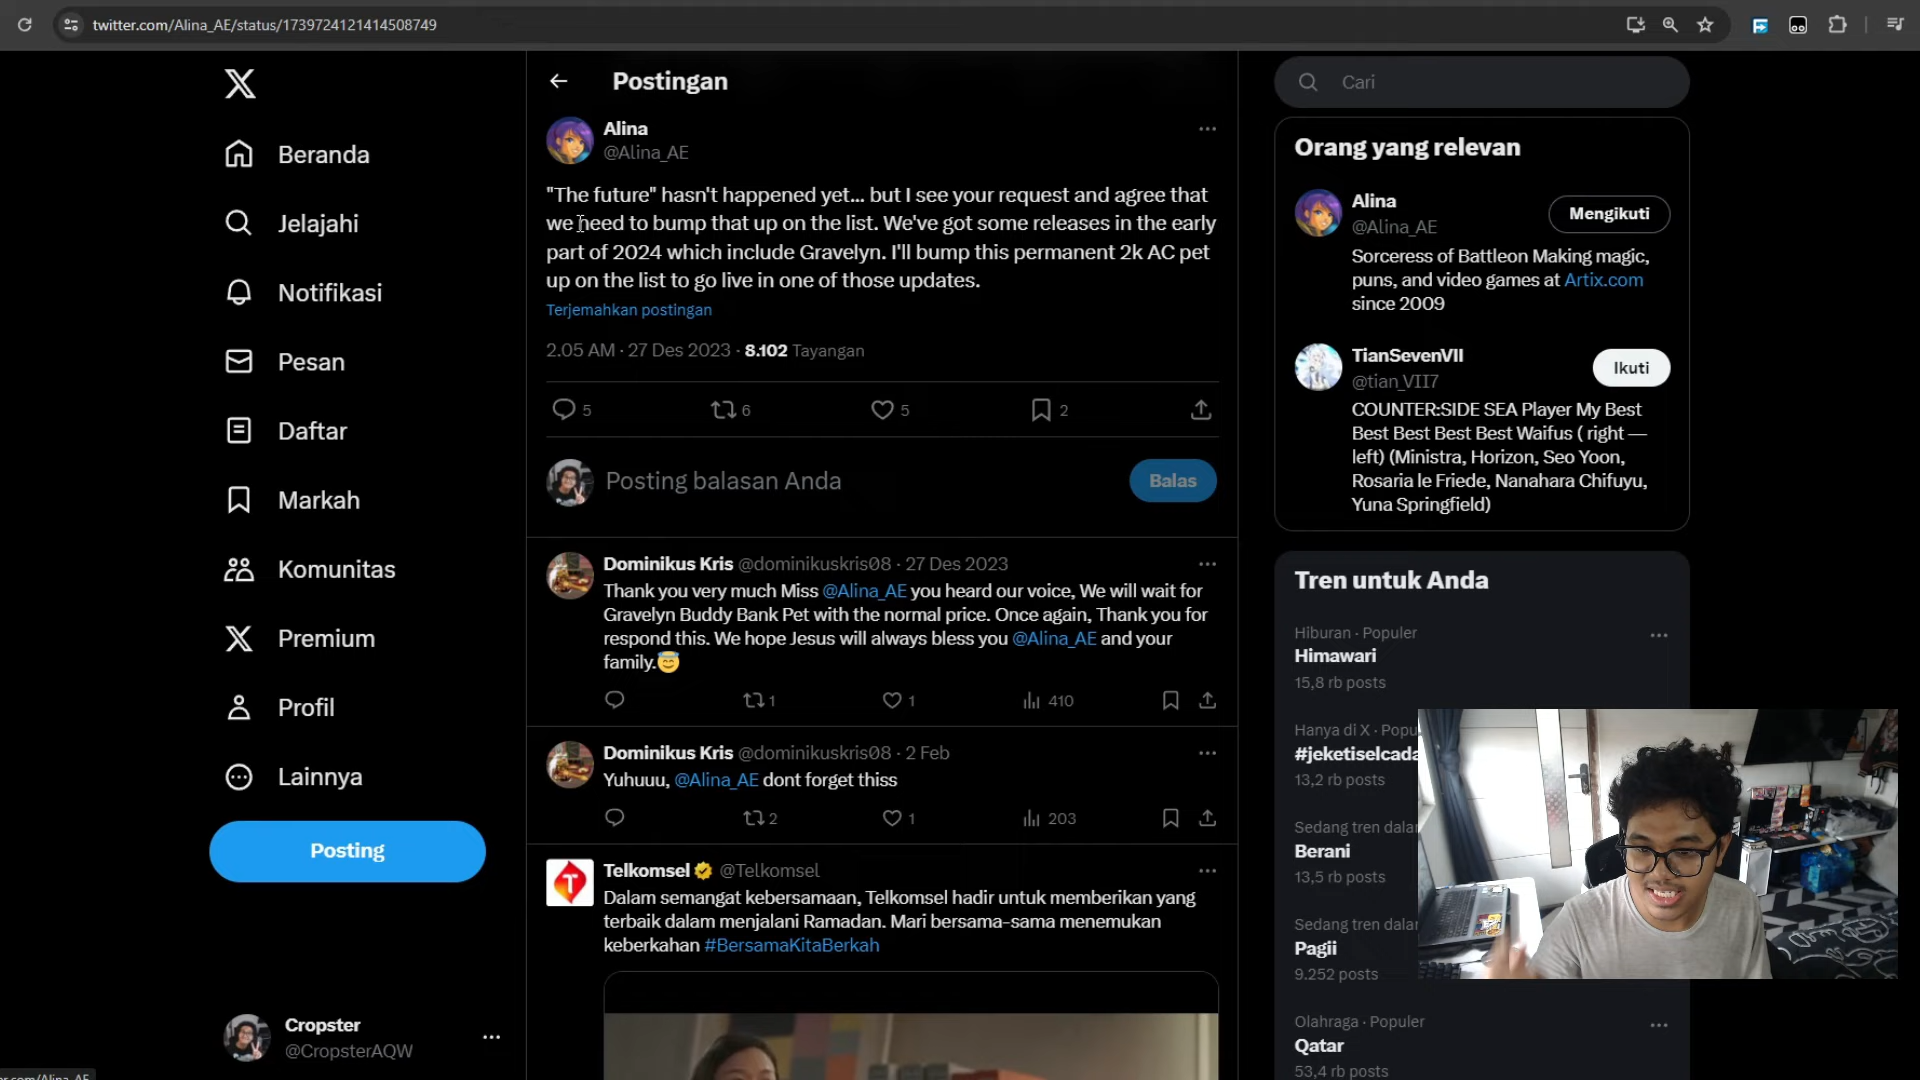 twitter.com/Alina_AE/status/1739724121414508749
Beranda
Jelajahi
Notifikasi
Pesan
Daftar
Markah
Komunitas
Premium
Profil
Lainnya
Posting
Cropster
@CropsterAQW
Postingan
Alina
@Alina_AE
"The future" hasn't happened yet... but I see your request and agree that
we need to bump that up on the list. We've got some releases in the early
part of 2024 which include Gravelyn. I'll bump this permanent 2k AC pet
up on the list to go live in one of those updates.
Terjemahkan postingan
2.05 AM · 27 Des 2023 · 8.102 Tayangan
5 6 5 2
Posting balasan Anda
Balas
Dominikus Kris @dominikuskris08 · 27 Des 2023
Thank you very much Miss @Alina_AE you heard our voice, We will wait for
Gravelyn Buddy Bank Pet with the normal price. Once again, Thank you for
respond this. We hope Jesus will always bless you @Alina_AE and your
family.😇
1 1 410
Dominikus Kris @dominikuskris08 · 2 Feb
Yuhuuu, @Alina_AE dont forget thiss
2 1 203
Telkomsel @Telkomsel
Dalam semangat kebersamaan, Telkomsel hadir untuk memberikan yang
terbaik dalam menjalani Ramadan. Mari bersama-sama menemukan
keberkahan #BersamaKitaBerkah
Cari
Orang yang relevan
Alina
@Alina_AE
Mengikuti
Sorceress of Battleon Making magic,
puns, and video games at Artix.com
since 2009
TianSevenVII
@tian_VII7
Ikuti
COUNTER:SIDE SEA Player My Best
Best Best Best Best Waifus ( right —
left) (Ministra, Horizon, Seo Yoon,
Rosaria le Friede, Nanahara Chifuyu,
Yuna Springfield)
Tren untuk Anda
Hiburan · Populer
Himawari
15,8 rb posts
Hanya di X · Popu
#jeketiselcada
13,2 rb posts
Sedang tren dalar
Berani
13,5 rb posts
Sedang tren dalar
Pagii
9.252 posts
Olahraga · Populer
Qatar
53,4 rb posts